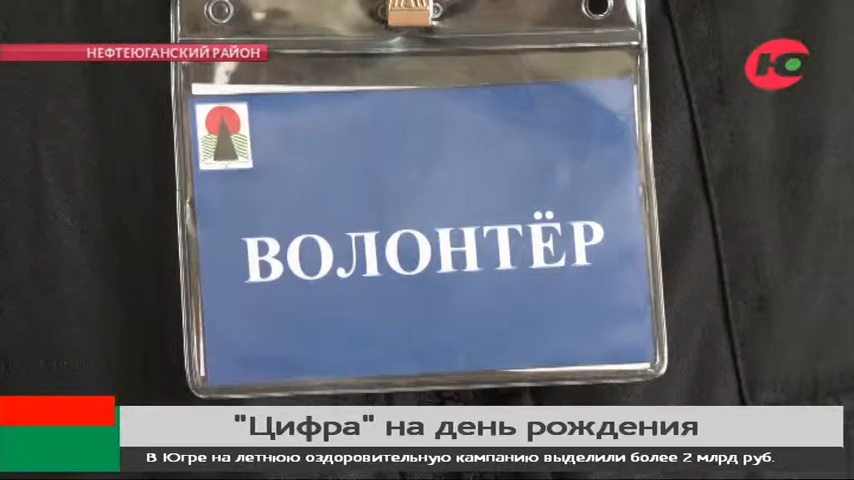 НЕФТЕЮГАНСКИЙ РАЙОН
Ю
ВОЛОНТЁР
"Цифра" на день рождения
В Югре на летнюю оздоровительную кампанию выделили более 2 млрд руб.